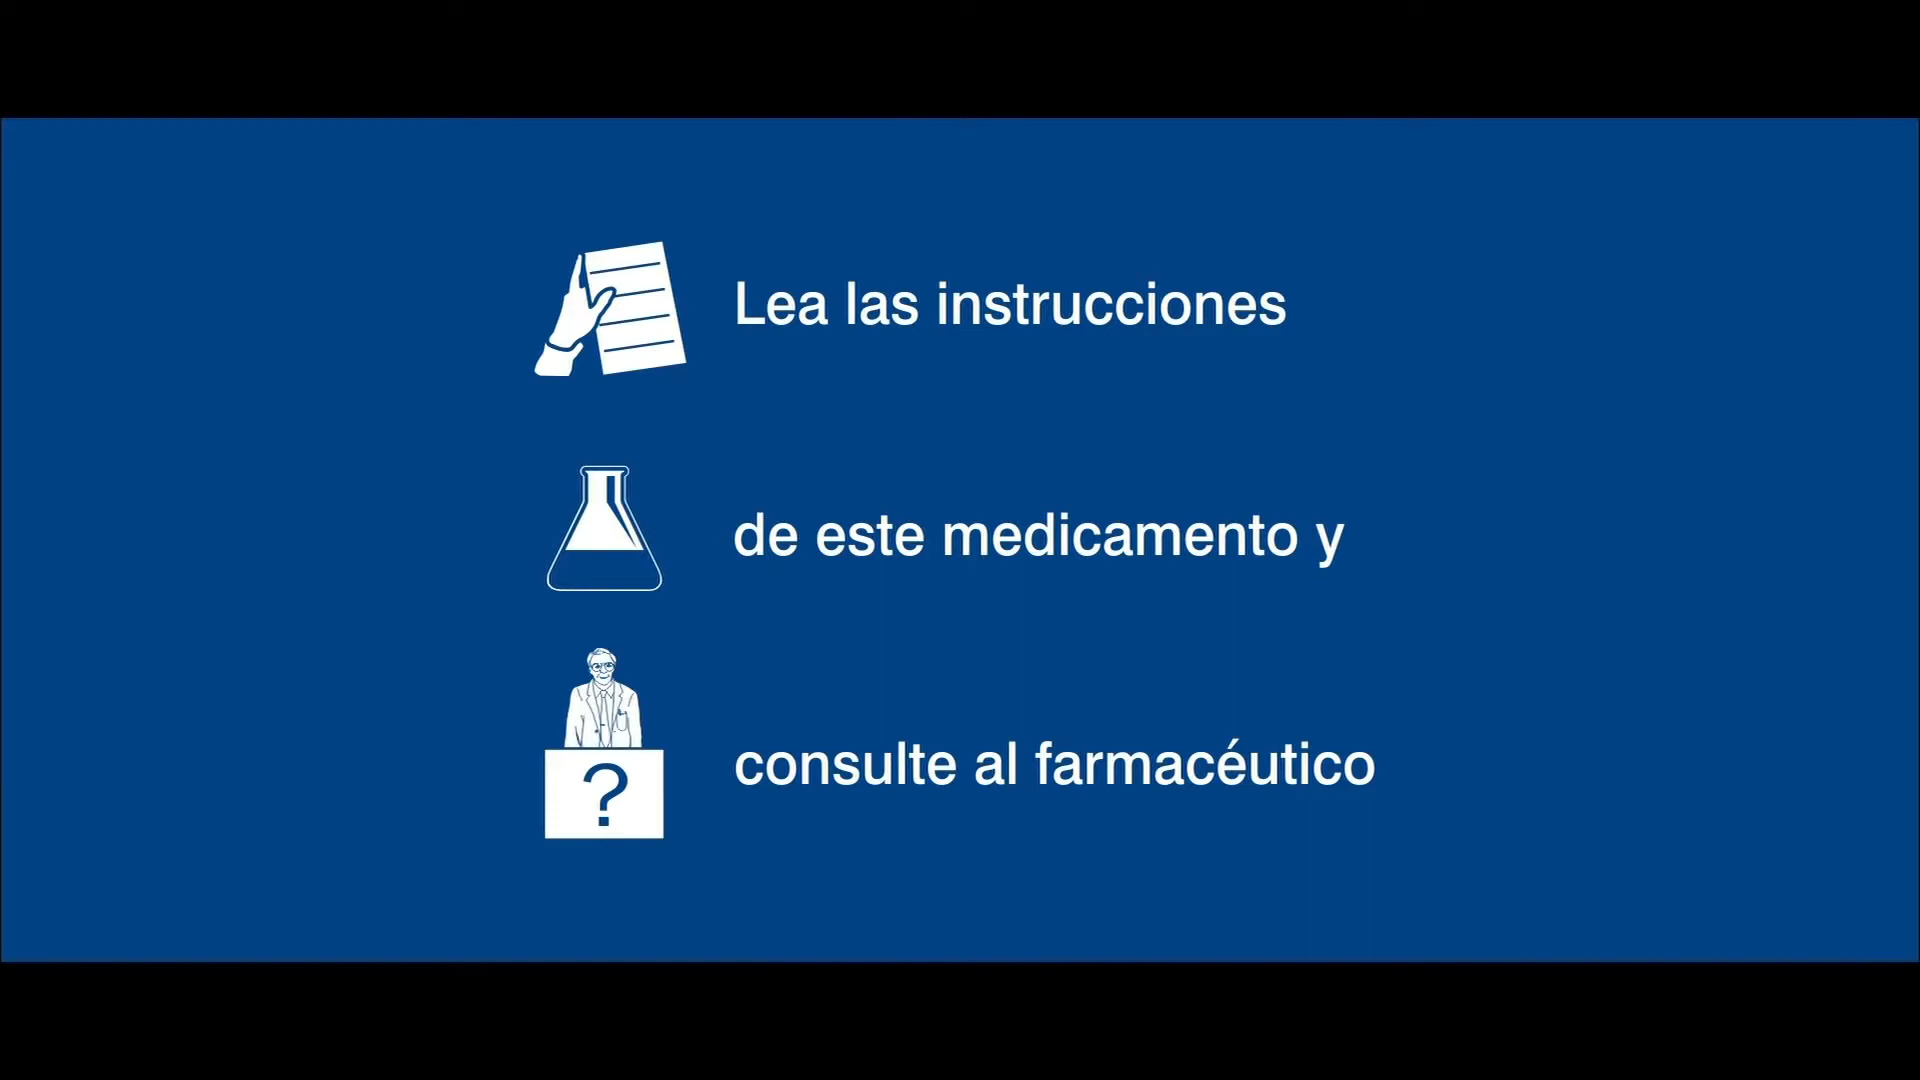 Lea las instrucciones
de este medicamento y
consulte al farmacéutico
?